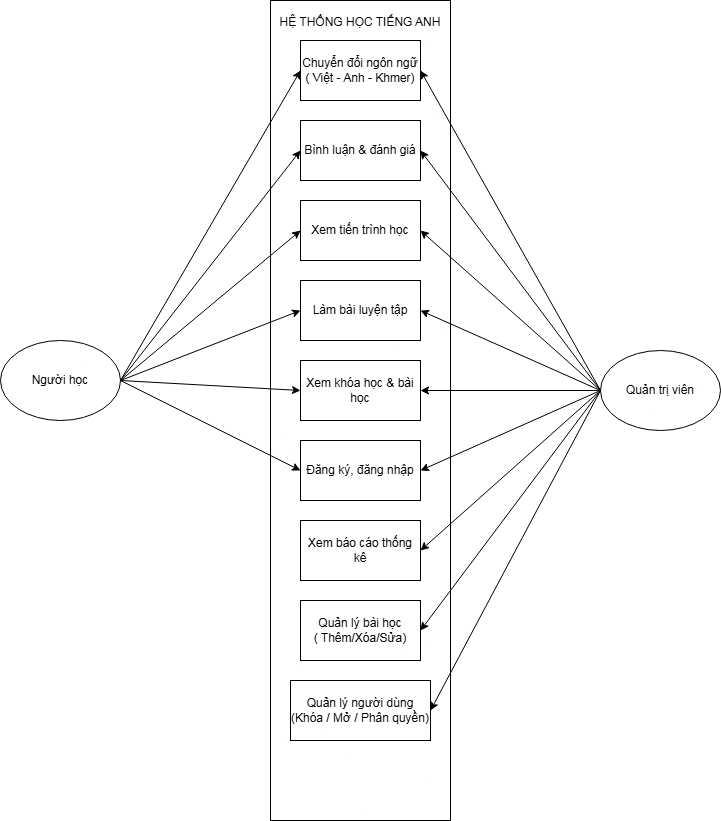 HỆ THỐNG HỌC TIẾNG ANH
Chuyển đổi ngôn ngữ
( Việt - Anh - Khmer)
Bình luận & đánh giá
Xem tiến trình học
Làm bài luyện tập
Người học
Xem khóa học & bài
học
Quản trị viên
Đăng ký, đăng nhập
Xem báo cáo thống
kê
Quản lý bài học
( Thêm/Xóa/Sửa)
Quản lý người dùng
(Khóa / Mở / Phân quyền)